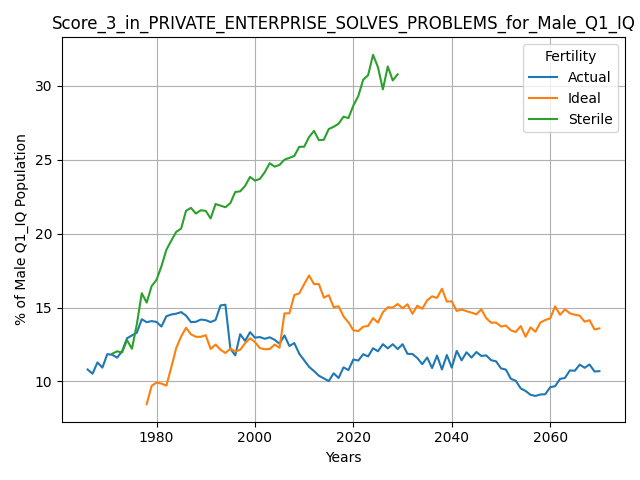 Score_3_in_PRIVATE_ENTERPRISE_SOLVES_PROBLEMS_for_Male_Q1_IQ
Fertility
Actual
Ideal
Sterile
% of Male Q1_IQ Population
30
25
20
15
10
1980
2000
2020
2040
2060
Years